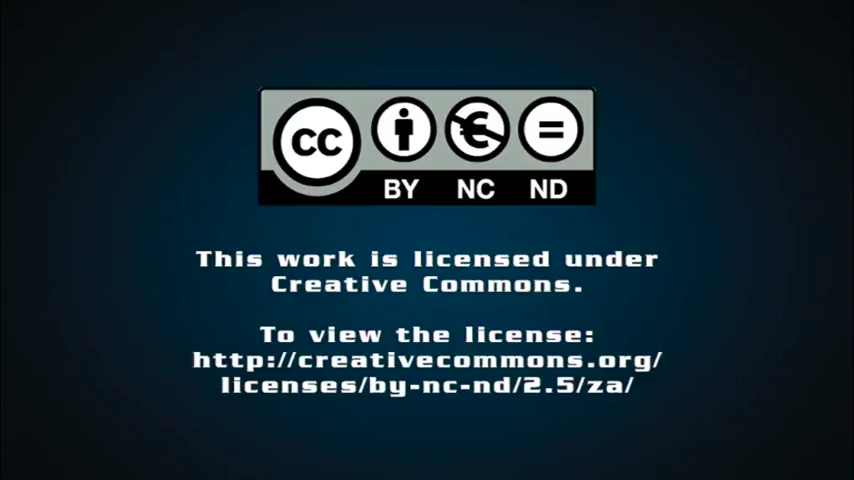 CC
BY NC ND
This work is licensed under
Creative Commons.
To view the license:
http://creativecommons.org/
licenses/by-nc-nd/2.5/za/